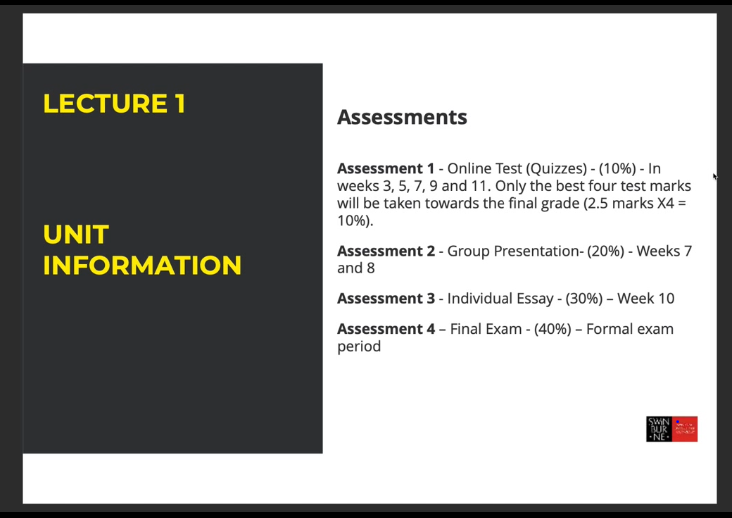 LECTURE 1
UNIT
INFORMATION
Assessments
Assessment 1 - Online Test (Quizzes) - (10%) - In
weeks 3, 5, 7, 9 and 11. Only the best four test marks
will be taken towards the final grade (2.5 marks X4 =
10%).
Assessment 2 - Group Presentation- (20%) - Weeks 7
and 8
Assessment 3 - Individual Essay - (30%) – Week 10
Assessment 4 – Final Exam - (40%) – Formal exam
period
SWIN
BUR
• NE •